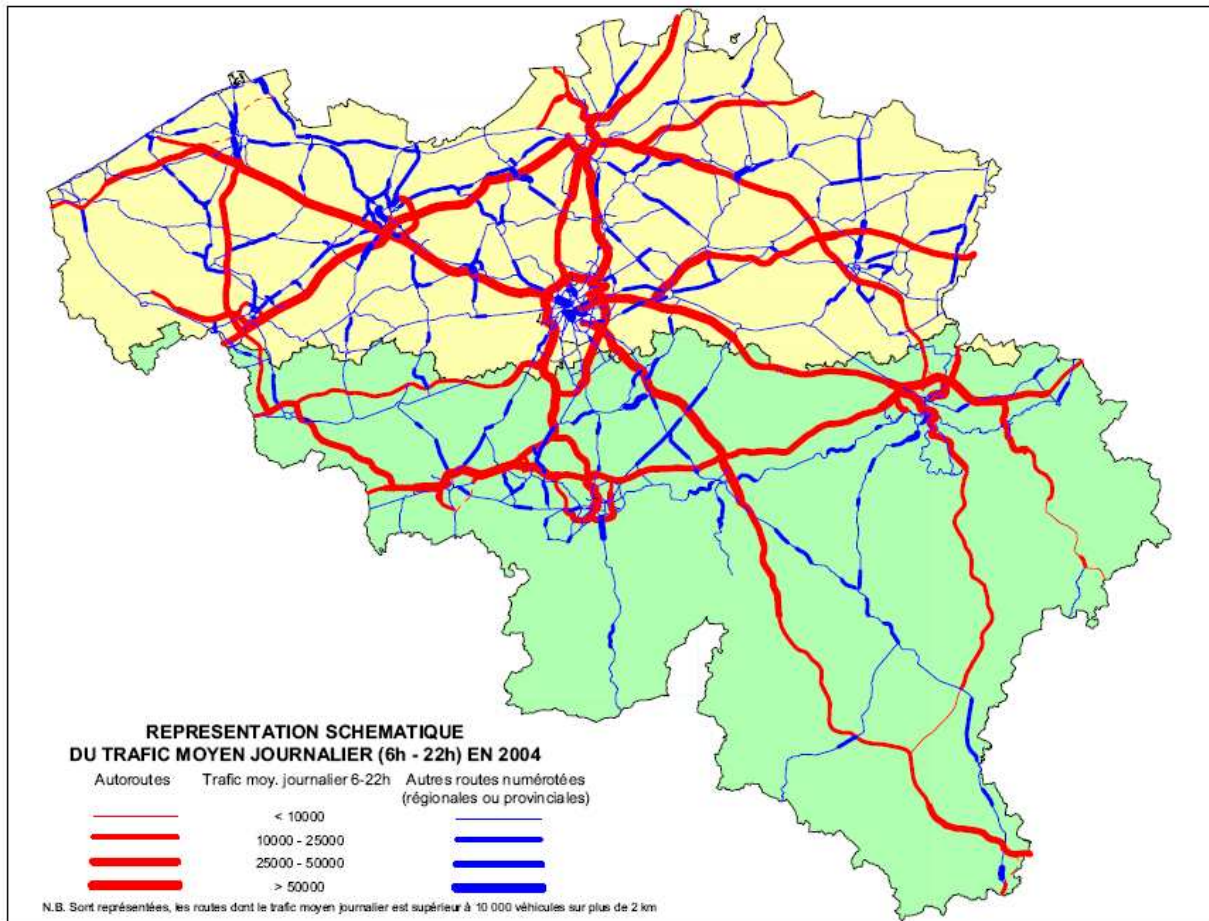 REPRESENTATION SCHEMATIQUE
DU TRAFIC MOYEN JOURNALIER (6h - 22h) EN 2004
Autoroutes Trafic moy. journalier 6-22h Autres routes numérotées
(régionales ou provinciales)
< 10000
10000 - 25000
25000 - 50000
> 50000
N.B. Sont représentées, les routes dont le trafic moyen journalier est supérieur à 10 000 véhicules sur plus de 2 km